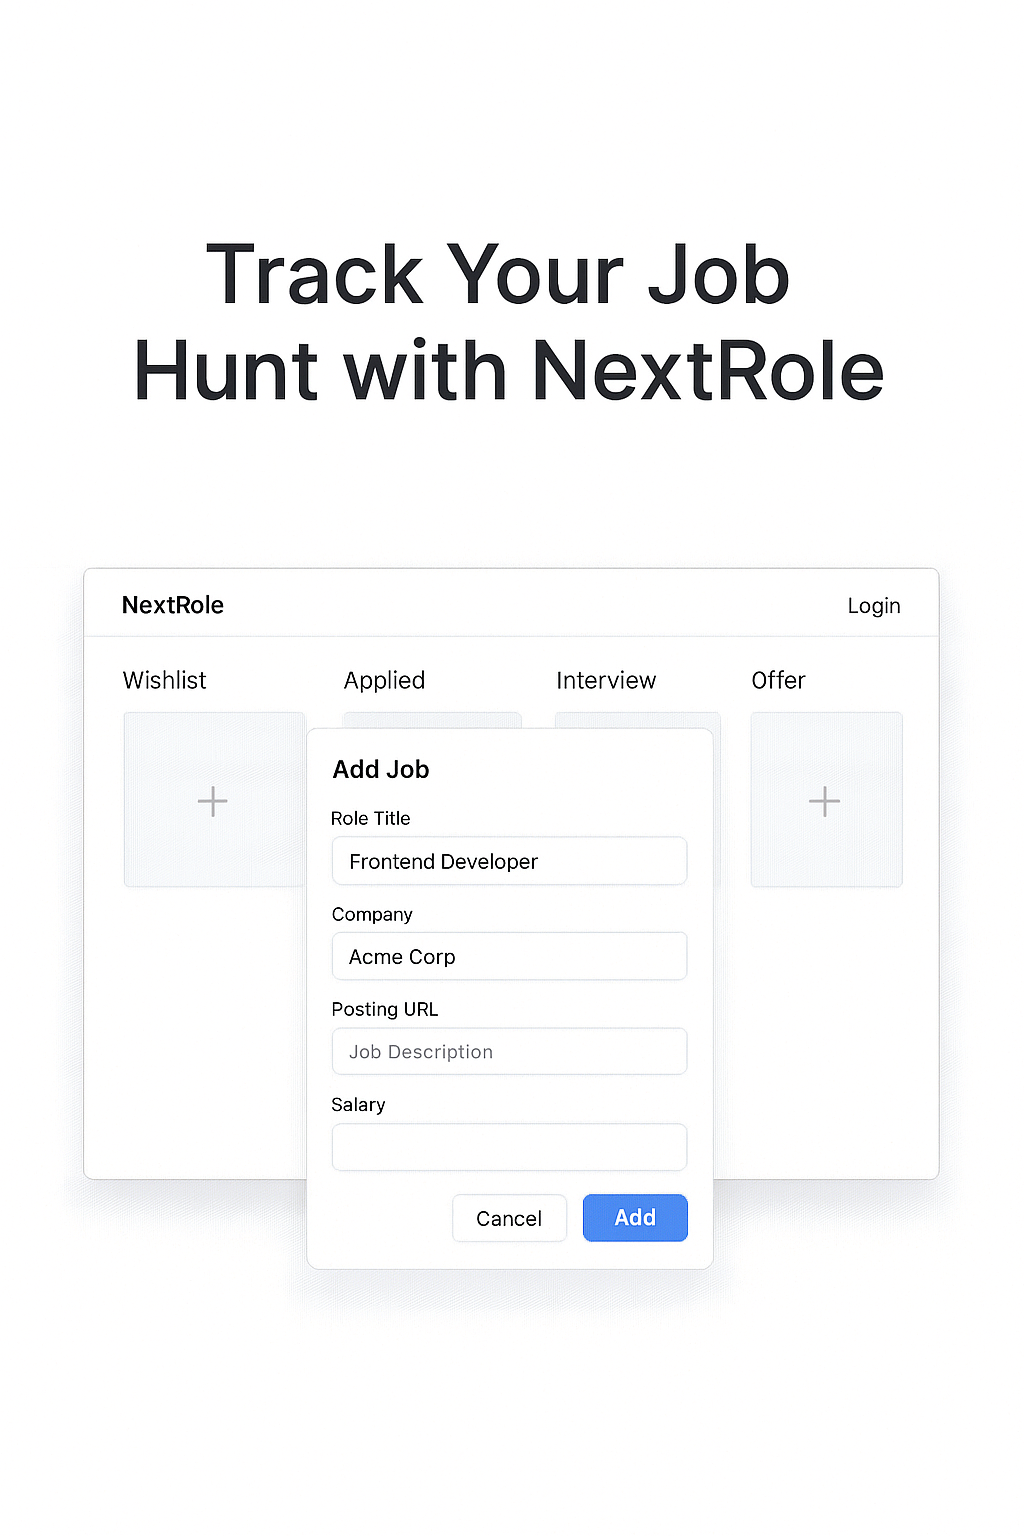 Track Your Job
Hunt with NextRole
NextRole
Login
Wishlist
Applied
Interview
Offer
Add Job
Role Title
Frontend Developer
Company
Acme Corp
Posting URL
Job Description
Salary
Cancel
Add